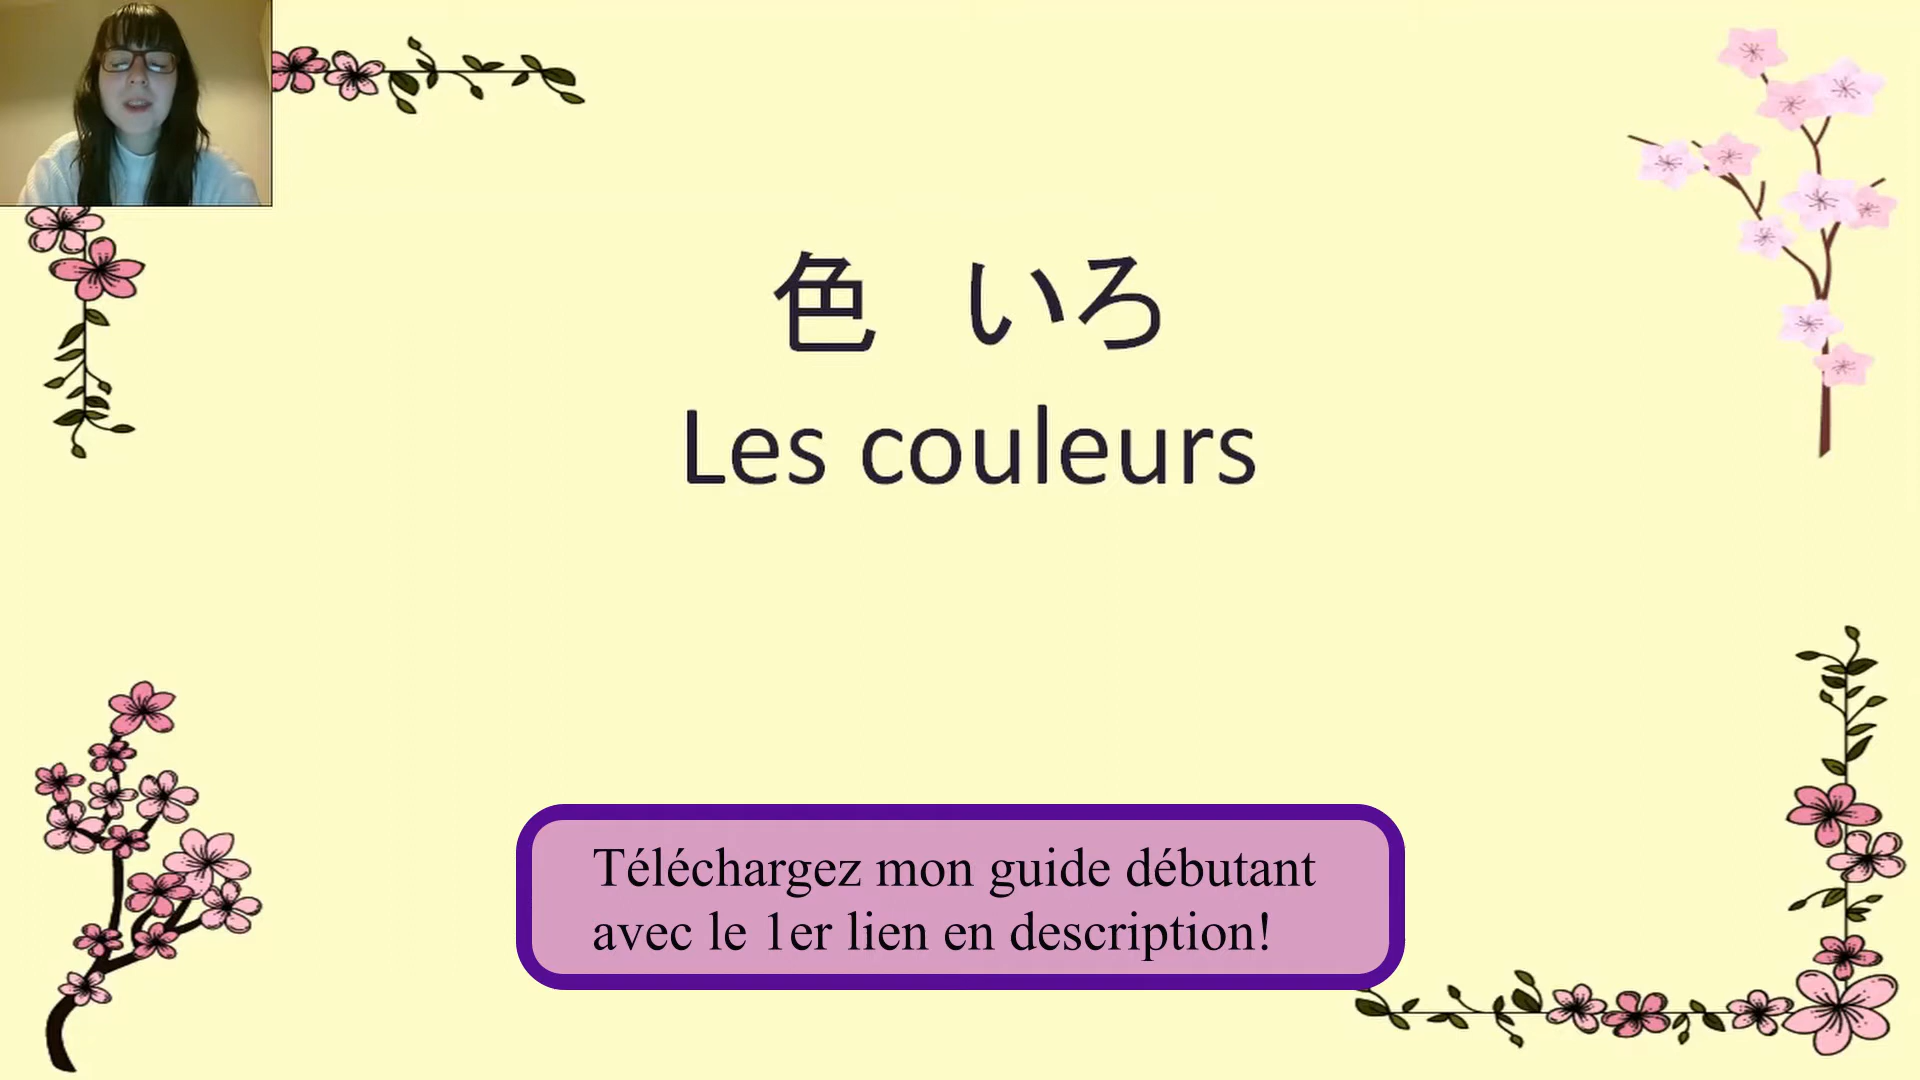 色　いろ
Les couleurs
Téléchargez mon guide débutant
avec le 1er lien en description!